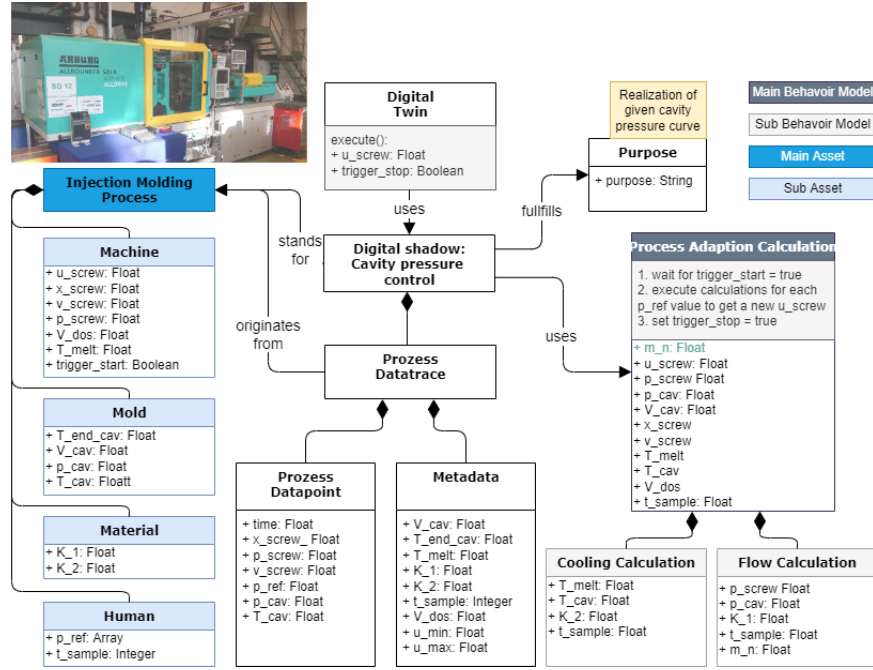 ARBURG
ALLROUNDER 520 A
SG 12
Digital
Twin
execute():
+ u_screw: Float
+ trigger_stop: Boolean
Realization of
given cavity
pressure curve
Purpose
+ purpose: String
Main Behavoir Model
Sub Behavoir Model
Main Asset
Sub Asset
Injection Molding
Process
uses
fullfills
stands
for
Digital shadow:
Cavity pressure
control
originates
from
uses
Machine
+ u_screw: Float
+ x_screw: Float
+ v_screw: Float
+ p_screw: Float
+ V_dos: Float
+ T_melt: Float
+ trigger_start: Boolean
Mold
+ T_end_cav: Float
+ V_cav: Float
+ p_cav: Float
+ T_cav: Floatt
Material
+ K_1: Float
+ K_2: Float
Human
+ p_ref: Array
+ t_sample: Integer
Prozess
Datatrace
Prozess
Datapoint
+ time: Float
+ x_screw_ Float
+ p_screw: Float
+ v_screw: Float
+ p_ref: Float
+ p_cav: Float
+ T_cav: Float
Metadata
+ V_cav: Float
+ T_end_cav: Float
+ T_melt: Float
+ K_1: Float
+ K_2: Float
+ t_sample: Integer
+ V_dos: Float
+ u_min: Float
+ u_max: Float
Process Adaption Calculation
1. wait for trigger_start = true
2. execute calculations for each
p_ref value to get a new u_screw
3. set trigger_stop = true
+ m_n: Float
+ u_screw: Float
+ p_screw Float
+ p_cav: Float
+ V_cav: Float
+ x_screw
+ v_screw
+ T_melt
+ T_cav
+ V_dos
+ t_sample: Float
Cooling Calculation
+ T_melt: Float
+ T_cav: Float
+ K_2: Float
+ t_sample: Float
Flow Calculation
+ p_screw Float
+ p_cav: Float
+ K_1: Float
+ t_sample: Float
+ m_n: Float